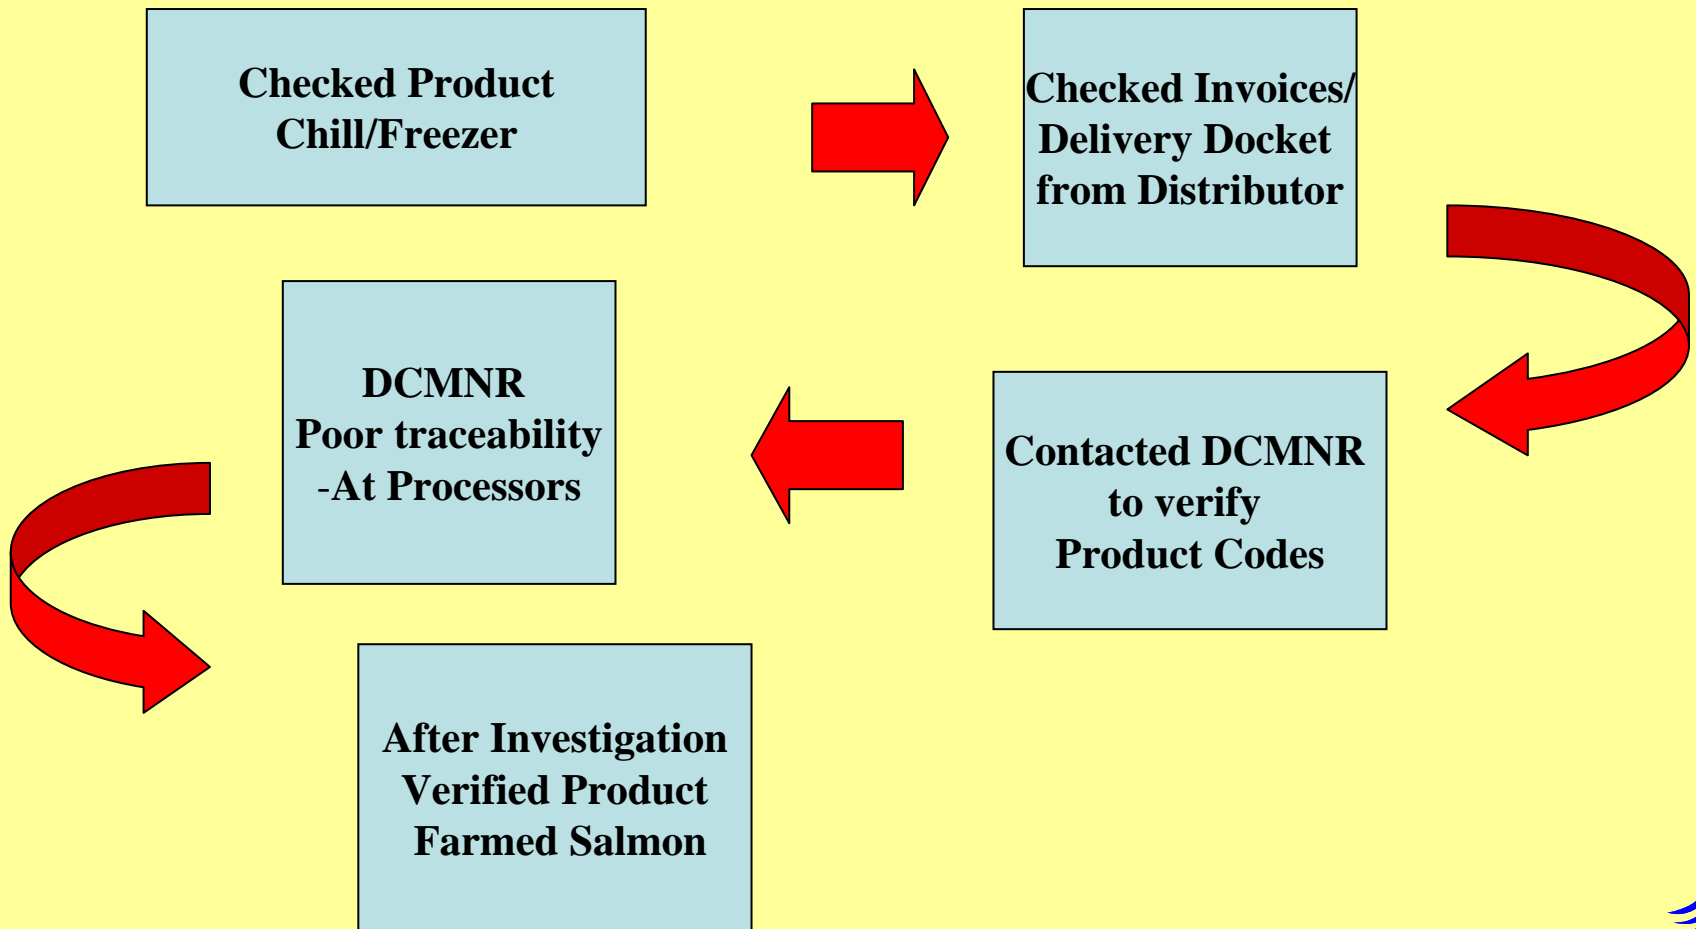 Checked Product
Chill/Freezer
Checked Invoices/
Delivery Docket
from Distributor
Contacted DCMNR
to verify
Product Codes
DCMNR
Poor traceability
-At Processors
After Investigation
Verified Product
Farmed Salmon